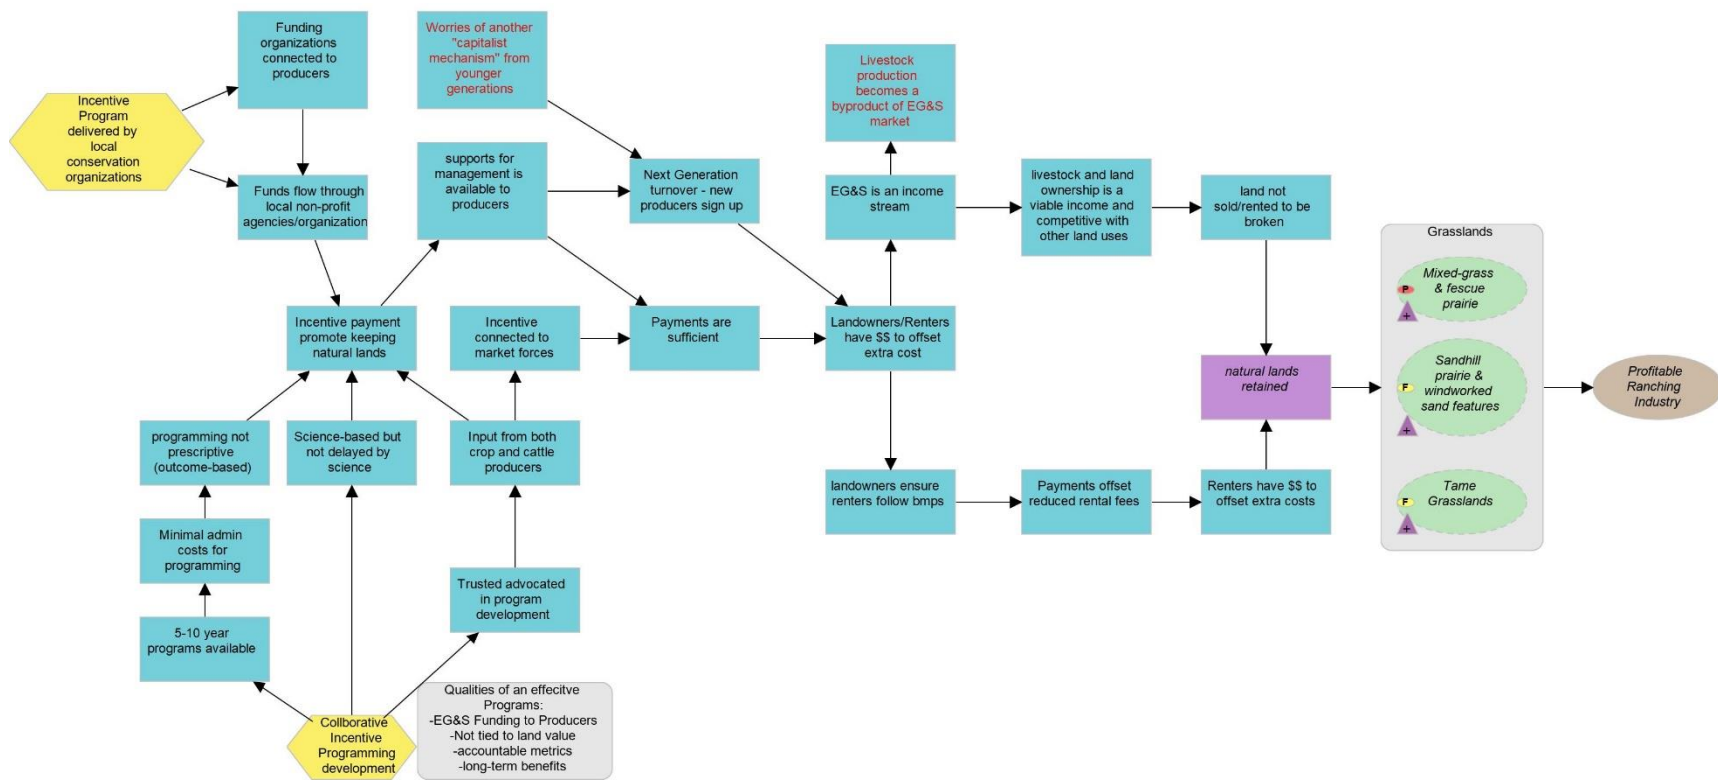 Funding
organizations
connected to
producers
Worries of another
"capitalist
mechanism" from
younger
generations
Livestock
production
becomes a
byproduct of EG&S
market
Incentive
Program
delivered by
local
conservation
organizations
Funds flow through
local non-profit
agencies/organization
supports for
management is
available to
producers
Next Generation
turnover - new
producers sign up
EG&S is an income
stream
livestock and land
ownership is a
viable income and
competitive with
other land uses
land not
sold/rented to be
broken
Grasslands
Mixed-grass
& fescue
prairie
P
+
Sandhill
prairie &
windworked
sand features
F
+
Tame
Grasslands
F
+
Incentive payment
promote keeping
natural lands
Incentive
connected to
market forces
Payments are
sufficient
Landowners/Renters
have $$ to offset
extra cost
natural lands
retained
Profitable
Ranching
Industry
programming not
prescriptive
(outcome-based)
Science-based but
not delayed by
science
Input from both
crop and cattle
producers
landowners ensure
renters follow bmps
Payments offset
reduced rental fees
Renters have $$ to
offset extra costs
Minimal admin
costs for
programming
Trusted advocated
in program
development
5-10 year
programs available
Collborative
Incentive
Programming
development
Qualities of an effecitve
Programs:
-EG&S Funding to Producers
-Not tied to land value
-accountable metrics
-long-term benefits